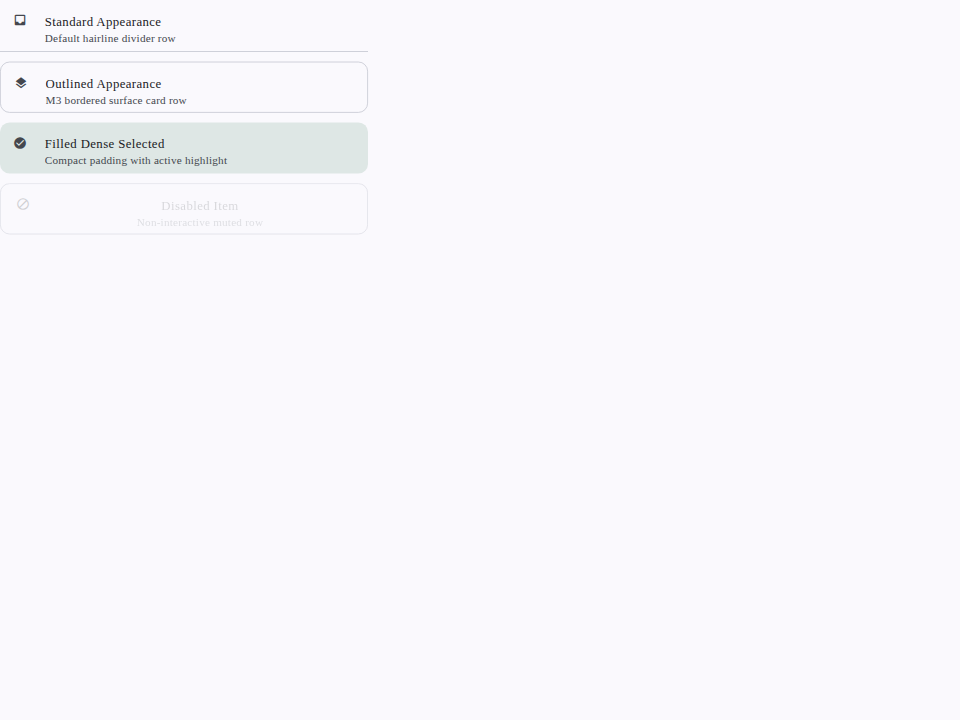 Standard Appearance
Default hairline divider row
Outlined Appearance
M3 bordered surface card row
Filled Dense Selected
Compact padding with active highlight
Disabled Item
Non-interactive muted row